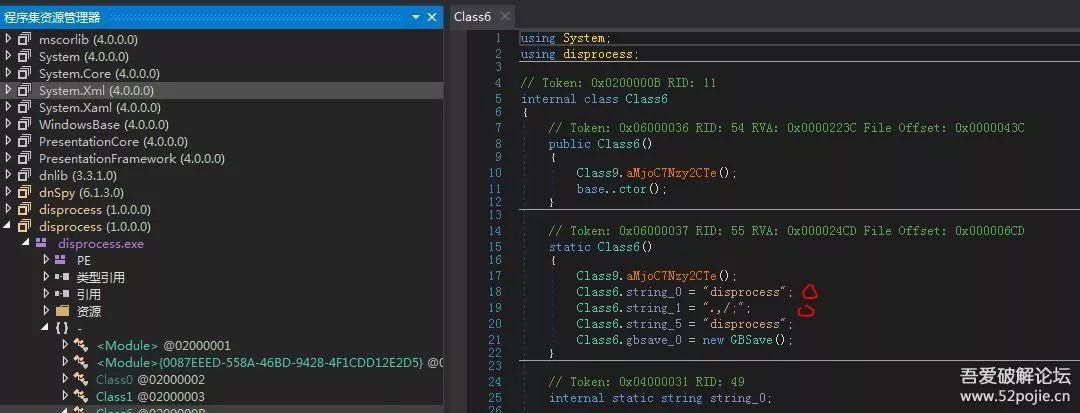 程序集资源管理器
mscorlib (4.0.0.0)
System (4.0.0.0)
System.Core (4.0.0.0)
System.Xml (4.0.0.0)
System.Xaml (4.0.0.0)
WindowsBase (4.0.0.0)
PresentationCore (4.0.0.0)
PresentationFramework (4.0.0.0)
dnlib (3.3.1.0)
dnSpy (6.1.3.0)
disprocess (1.0.0.0)
disprocess (1.0.0.0)
disprocess.exe
PE
类型引用
引用
资源
{ } -
<Module> @02000001
<Module>{0087EEED-558A-46BD-9428-4F1CDD12E2D5} @0
Class0 @02000002
Class1 @02000003
Class6 @0200000B
Class6
1 using System;
2 using disprocess;
3
4 // Token: 0x0200000B RID: 11
5 internal class Class6
6 {
7 // Token: 0x06000036 RID: 54 RVA: 0x0000223C File Offset: 0x0000043C
8 public Class6()
9 {
10 Class9.aMjoC7Nzy2CTe();
11 base..ctor();
12 }
13
14 // Token: 0x06000037 RID: 55 RVA: 0x000024CD File Offset: 0x000006CD
15 static Class6()
16 {
17 Class9.aMjoC7Nzy2CTe();
18 Class6.string_0 = "disprocess";
19 Class6.string_1 = ".,/;";
20 Class6.string_5 = "disprocess";
21 Class6.gbsave_0 = new GBSave();
22 }
23
24 // Token: 0x04000031 RID: 49
25 internal static string string_0;
26
吾爱破解论坛
www.52pojie.cn